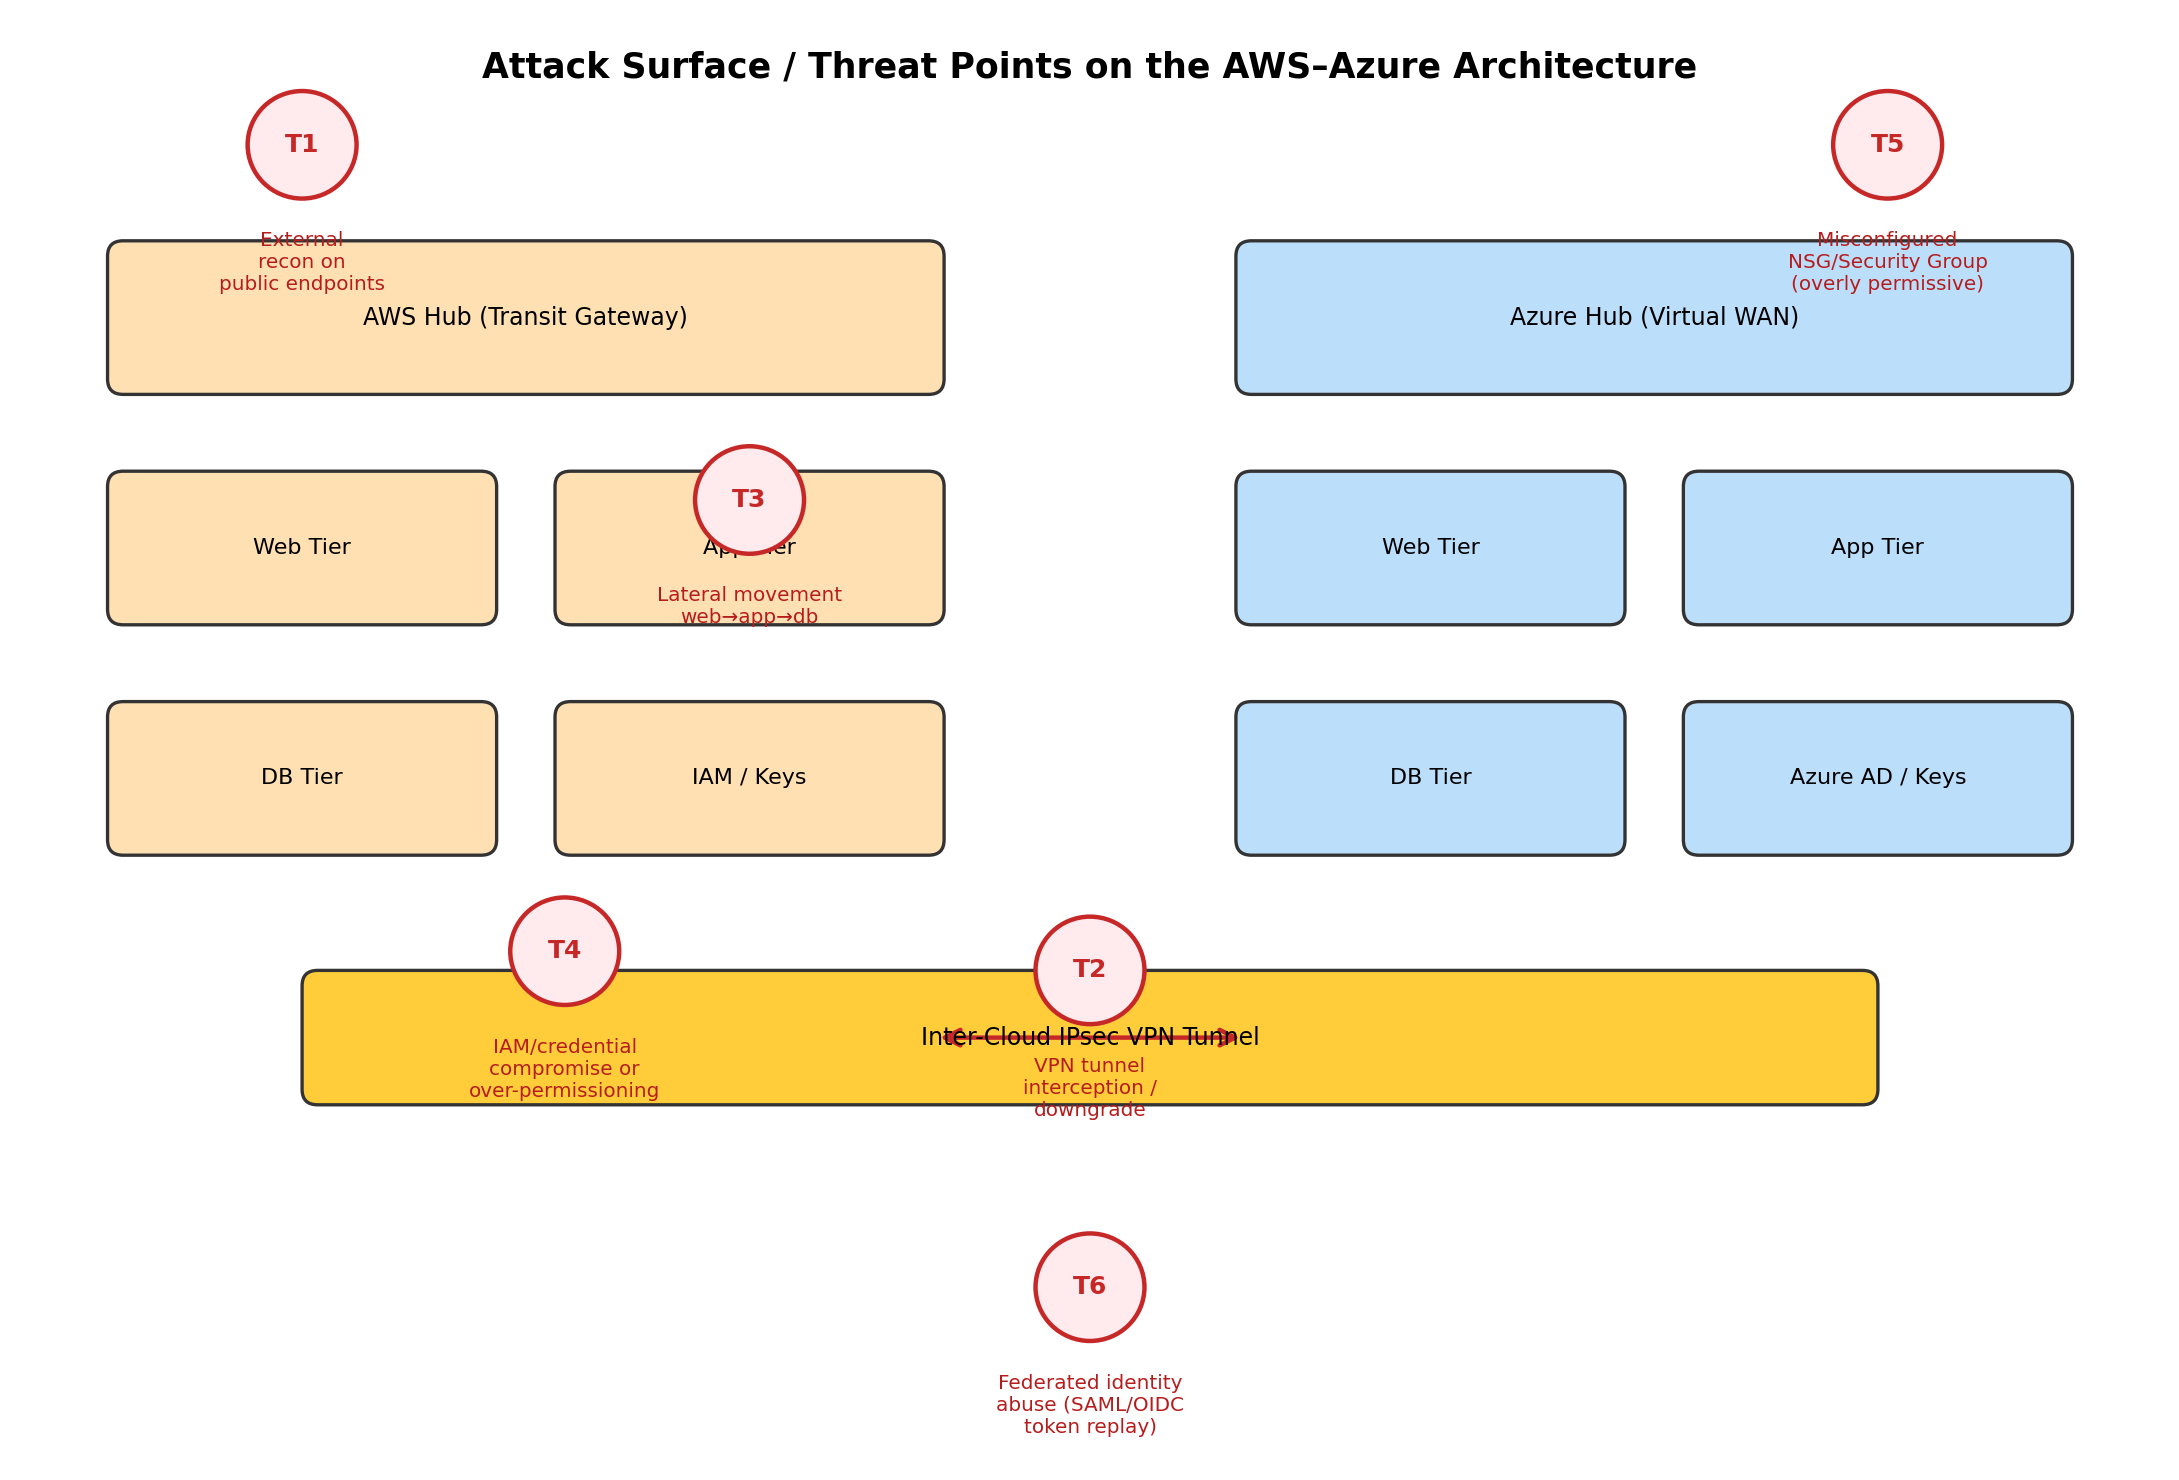 Attack Surface / Threat Points on the AWS–Azure Architecture
T1
T5
External
recon on
public endpoints
Misconfigured
NSG/Security Group
(overly permissive)
AWS Hub (Transit Gateway)
Azure Hub (Virtual WAN)
T3
Web Tier
App Tier
Web Tier
App Tier
Lateral movement
web→app→db
DB Tier
IAM / Keys
DB Tier
Azure AD / Keys
T4
T2
Inter-Cloud IPsec VPN Tunnel
IAM/credential
compromise or
over-permissioning
VPN tunnel
interception /
downgrade
T6
Federated identity
abuse (SAML/OIDC
token replay)